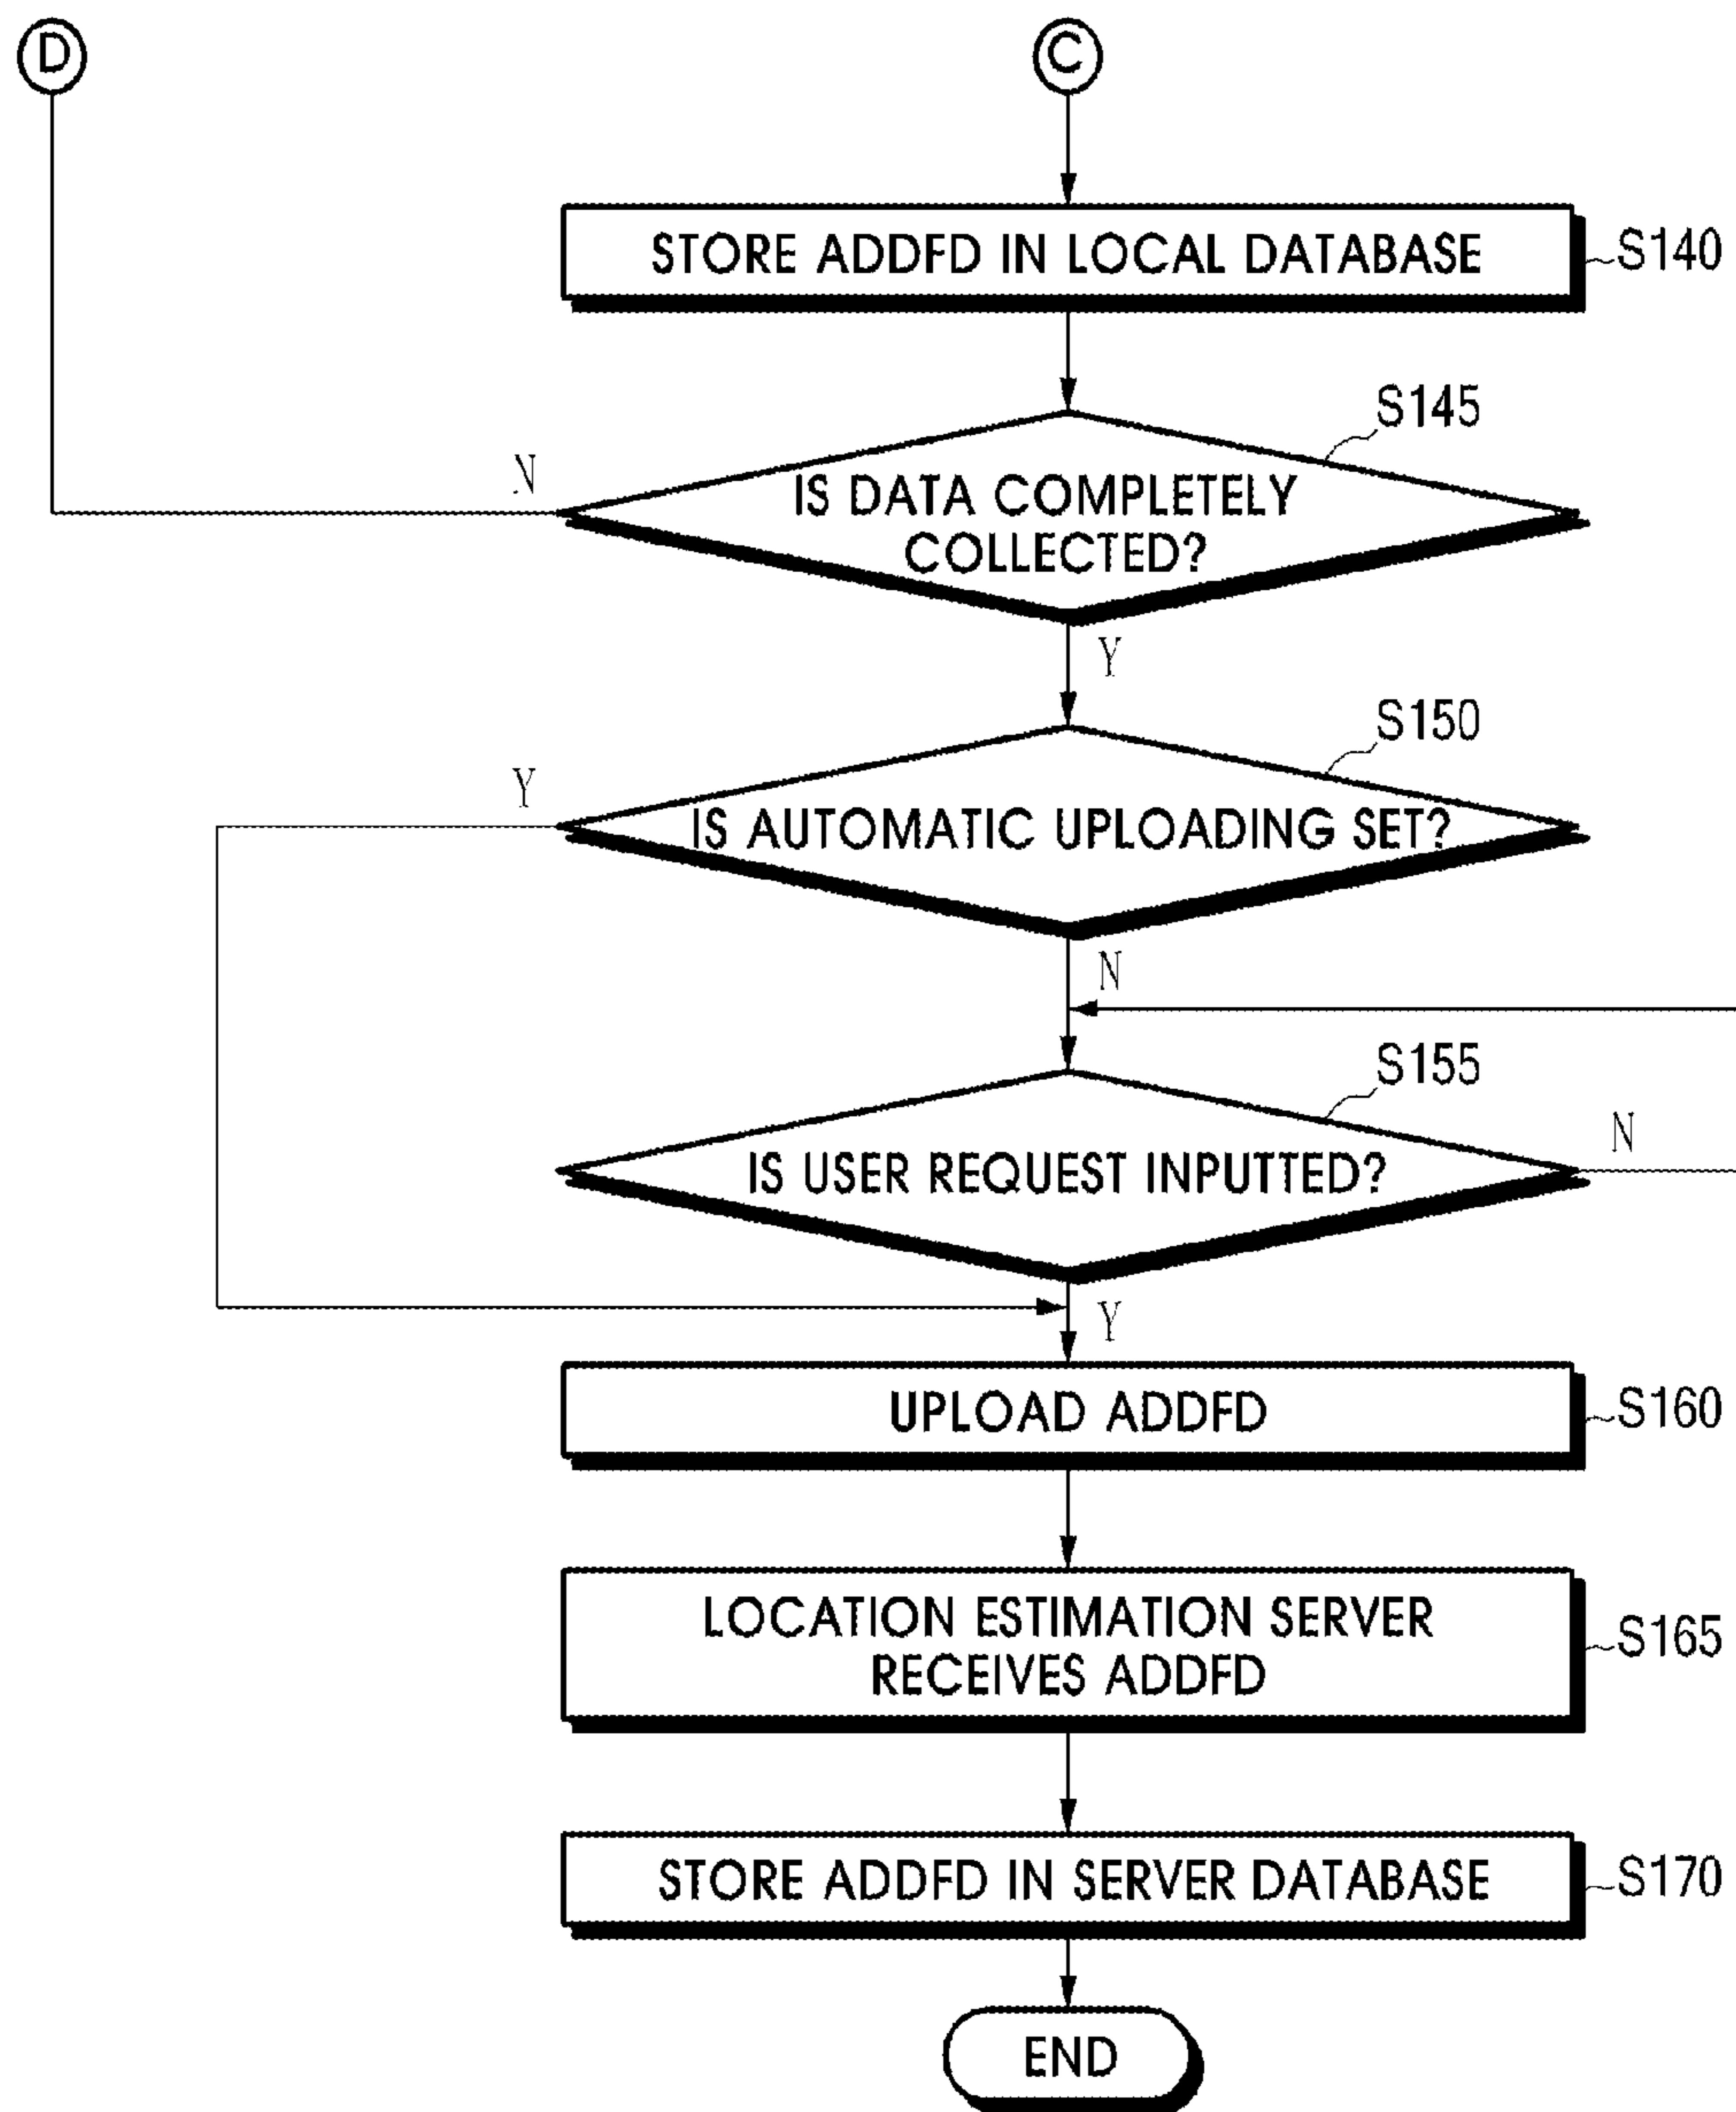 D
C
STORE ADDFD IN LOCAL DATABASE
S140
S145
N
IS DATA COMPLETELY
COLLECTED?
Y
S150
Y
IS AUTOMATIC UPLOADING SET?
N
S155
N
IS USER REQUEST INPUTTED?
Y
UPLOAD ADDFD
S160
LOCATION ESTIMATION SERVER
RECEIVES ADDFD
S165
STORE ADDFD IN SERVER DATABASE
S170
END